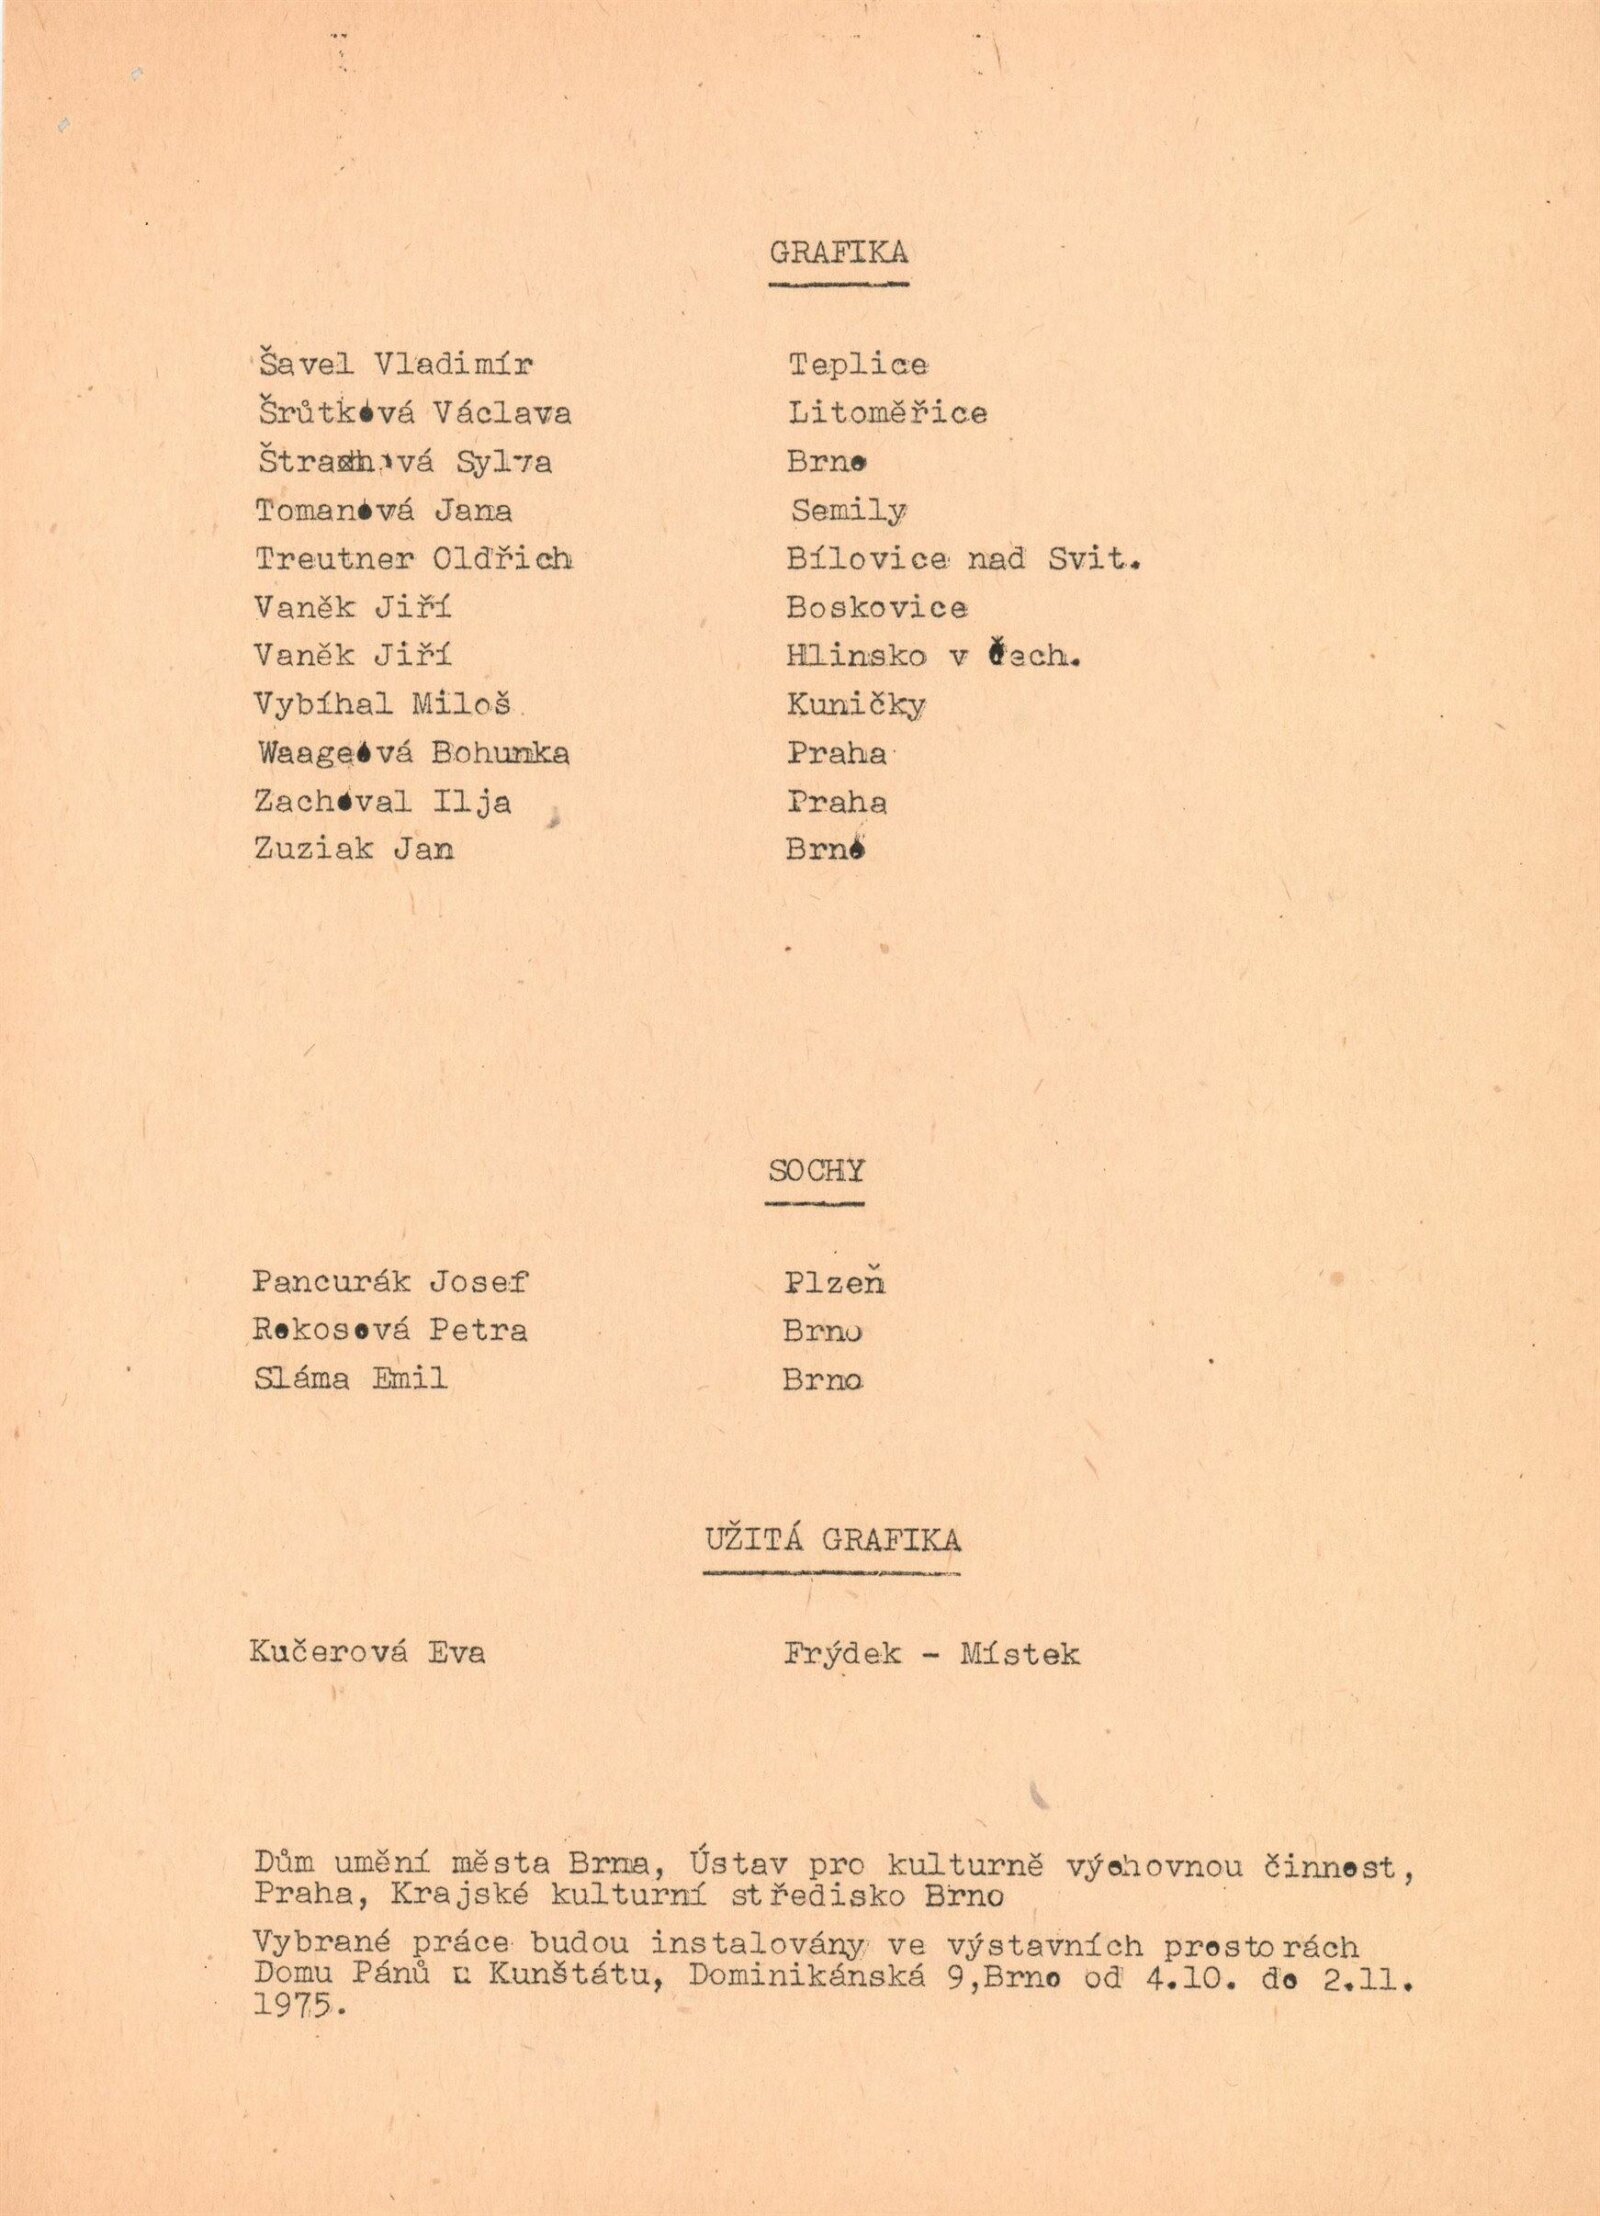 GRAFIKA
Šavel Vladimír Teplice
Šrůtková Václava Litoměřice
Sylva Brno
Tomanová Jana Semily
Treutner Oldřich Bílovice nad Svit.
Vaněk Jiří Boskovice
Vaněk Jiří Hlinsko v Čech.
Vybíhal Miloš Kuničky
Waageová Bohunka Praha
Zachoval Ilja Praha
Zuziak Jan Brno
SOCHY
Pancurák Josef Plzeň
Rokosová Petra Brno
Sláma Emil Brno
UŽITÁ GRAFIKA
Kučerová Eva Frýdek - Místek
Dům umění města Brna, Ústav pro kulturně výchovnou činnost,
Praha, Krajské kulturní středisko Brno
Vybrané práce budou instalovány ve výstavních prostorách
Domu Pánů z Kunštátu, Dominikánská 9,Brno od 4.10. do 2.11.
1975.